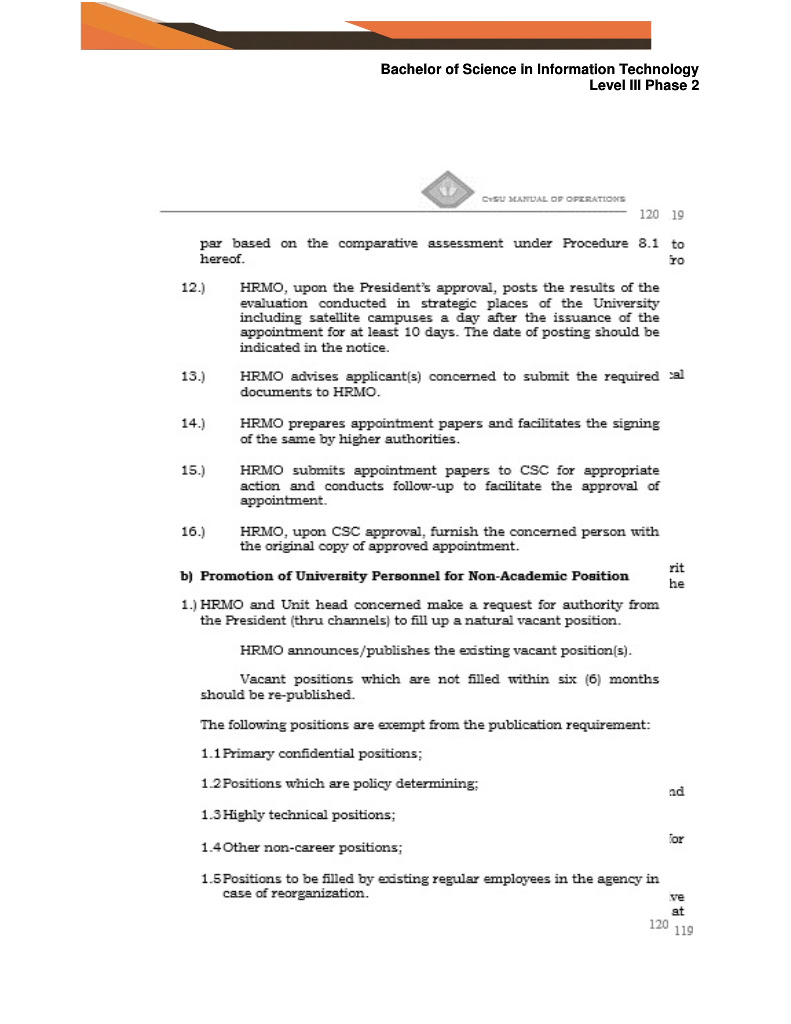 Bachelor of Science in Information Technology
Level III Phase 2
CvSU MANUAL OF OPERATIONS
120 19
par based on the comparative assessment under Procedure 8.1 to
hereof.
12.) HRMO, upon the President's approval, posts the results of the
evaluation conducted in strategic places of the University
including satellite campuses a day after the issuance of the
appointment for at least 10 days. The date of posting should be
indicated in the notice.
13.) HRMO advises applicant(s) concerned to submit the required
documents to HRMO.
14.) HRMO prepares appointment papers and facilitates the signing
of the same by higher authorities.
15.) HRMO submits appointment papers to CSC for appropriate
action and conducts follow-up to facilitate the approval of
appointment.
16.) HRMO, upon CSC approval, furnish the concerned person with
the original copy of approved appointment.
b) Promotion of University Personnel for Non-Academic Position
1.) HRMO and Unit head concerned make a request for authority from
the President (thru channels) to fill up a natural vacant position.
HRMO announces/publishes the existing vacant position(s).
Vacant positions which are not filled within six (6) months
should be re-published.
The following positions are exempt from the publication requirement:
1.1 Primary confidential positions;
1.2 Positions which are policy determining;
1.3 Highly technical positions;
1.4 Other non-career positions;
1.5 Positions to be filled by existing regular employees in the agency in
case of reorganization.
at
120 119